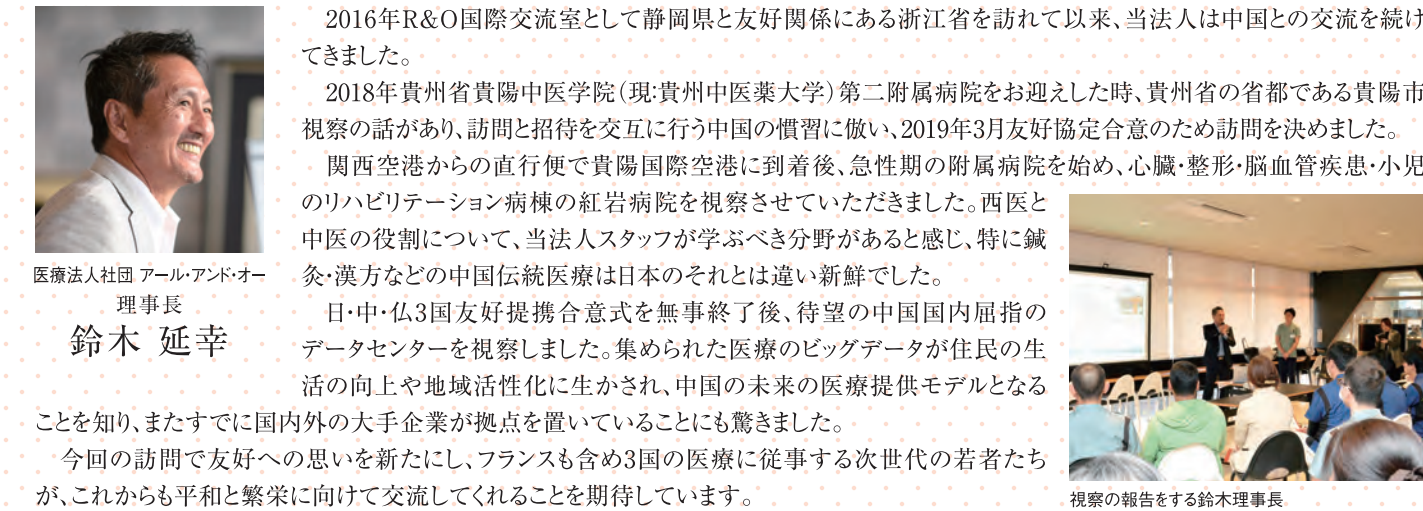 2016年R&O国際交流室として静岡県と友好関係にある浙江省を訪れて以来、当法人は中国との交流を続け
てきました。
2018年貴州省貴陽中医学院(現:貴州中医薬大学)第二附属病院をお迎えした時、貴州省の省都である貴陽市
視察の話があり、訪問と招待を交互に行う中国の慣習に倣い、2019年3月友好協定合意のため訪問を決めました。
関西空港からの直行便で貴陽国際空港に到着後、急性期の附属病院を始め、心臓・整形・脳血管疾患・小児
のリハビリテーション病棟の紅岩病院を視察させていただきました。西医と
中医の役割について、当法人スタッフが学ぶべき分野があると感じ、特に鍼
灸・漢方などの中国伝統医療は日本のそれとは違い新鮮でした。
日・中・仏3国友好提携合意式を無事終了後、待望の中国国内屈指の
データセンターを視察しました。集められた医療のビッグデータが住民の生
活の向上や地域活性化に生かされ、中国の未来の医療提供モデルとなる
ことを知り、またすでに国内外の大手企業が拠点を置いていることにも驚きました。
今回の訪問で友好への思いを新たにし、フランスも含め3国の医療に従事する次世代の若者たち
が、これからも平和と繁栄に向けて交流してくれることを期待しています。
医療法人社団 アール・アンド・オー
理事長
鈴木 延幸
視察の報告をする鈴木理事長